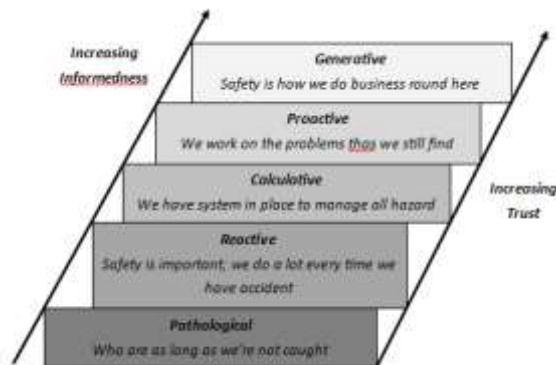 Increasing
Informedness
Generative
Safety is how we do business round here
Proactive
We work on the problems thas we still find
Calculative
We have system in place to manage all hazard
Increasing
Trust
Reactive
Safety is important, we do a lot every time we
have accident
Pathological
Who are as long as we're not caught